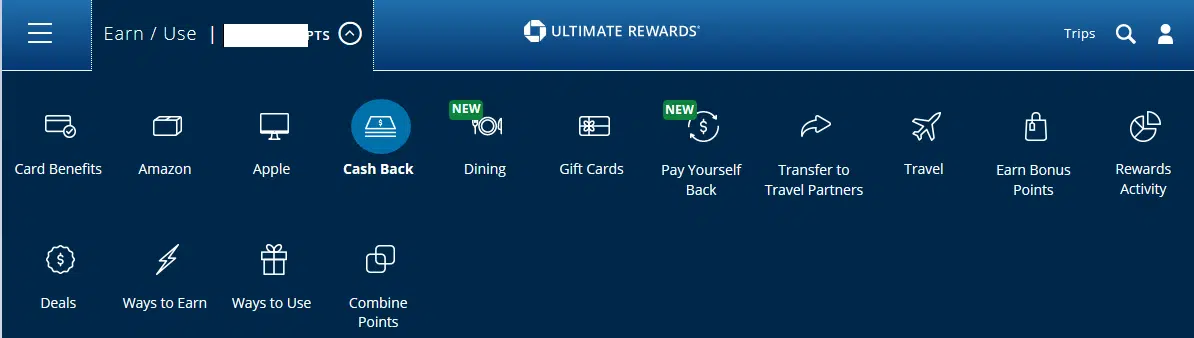 Earn / Use | PTS
ULTIMATE REWARDS®
Trips
NEW
NEW
Card Benefits
Amazon
Apple
Cash Back
Dining
Gift Cards
Pay Yourself
Back
Transfer to
Travel Partners
Travel
Earn Bonus
Points
Rewards
Activity
Deals
Ways to Earn
Ways to Use
Combine
Points